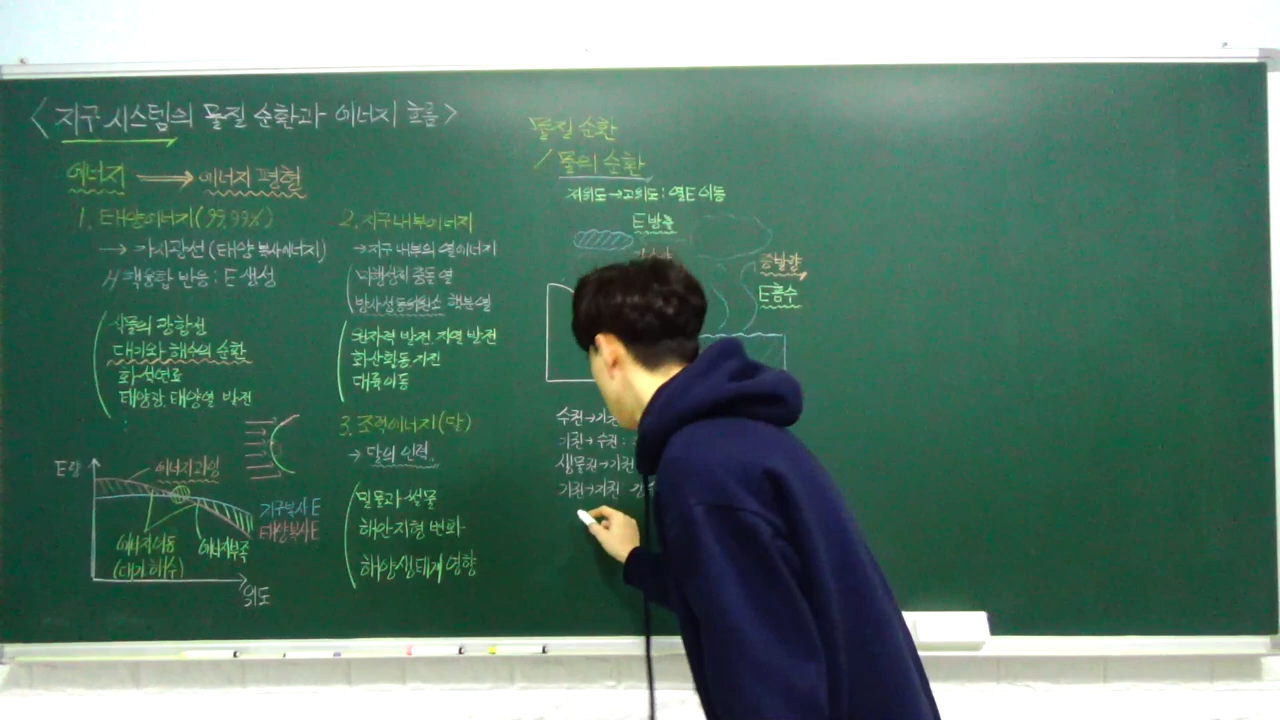 <지구시스템의 물질 순환과 에너지 흐름>
에너지 → 에너지 평형
1. 태양에너지(99.99%)
→ 가시광선 (태양 복사에너지)
H 핵융합 반응 : E 생성
식물의 광합성
대기와 해수의 순환
화석연료
태양광, 태양열 발전
E양
에너지과잉
지구복사E
태양복사E
에너지이동
(대기, 해수)
에너지부족
위도
2. 지구내부에너지
→ 지구 내부의 열에너지
미행성체 충돌 열
방사성동위원소 핵분열
원자력 발전, 지열 발전
화산활동, 지진
대륙이동
3. 조력에너지(달)
→ 달의 인력
밀물과 썰물
해안지형 변화
해양생태계 영향
물질 순환
물의 순환
저위도→고위도 : 열E 이동
E방출
증발량
E흡수
수권→기권
기권→수권 :
생물권→기권
기권→지권